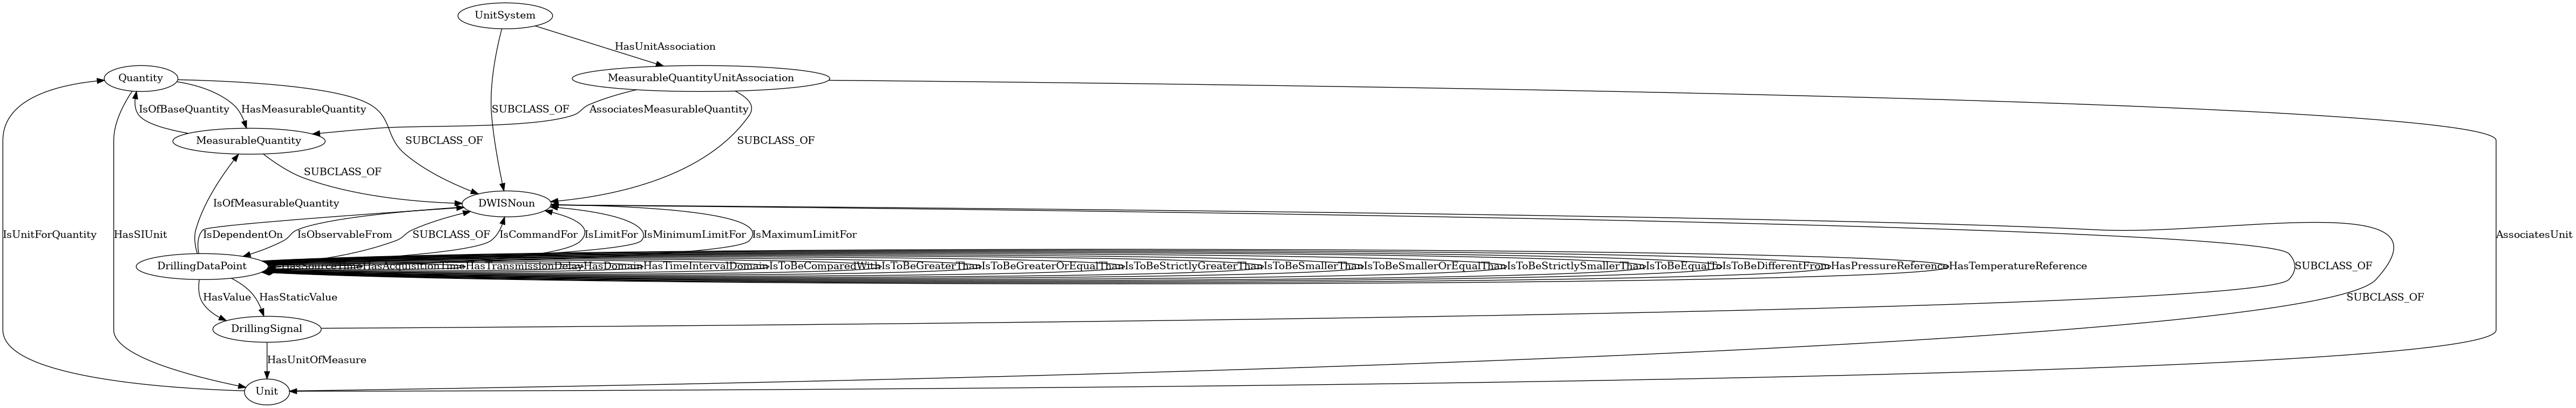 UnitSystem
HasUnitAssociation
Quantity
MeasurableQuantityUnitAssociation
IsOfBaseQuantity
HasMeasurableQuantity
SUBCLASS_OF
AssociatesMeasurableQuantity
MeasurableQuantity
SUBCLASS_OF
SUBCLASS_OF
SUBCLASS_OF
IsOfMeasurableQuantity
DWISNoun
IsUnitForQuantity
HasSIUnit
IsDependentOn
IsObservableFrom
SUBCLASS_OF
IsCommandFor
IsLimitFor
IsMinimumLimitFor
IsMaximumLimitFor
AssociatesUnit
DrillingDataPoint
HasSourceTime
HasAcquisitionTime
HasTransmissionDelay
HasDomain
HasTimeIntervalDomain
IsToBeComparedWith
IsToBeGreaterThan
IsToBeGreaterOrEqualThan
IsToBeStrictlyGreaterThan
IsToBeSmallerThan
IsToBeSmallerOrEqualThan
IsToBeStrictlySmallerThan
IsToBeEqualTo
IsToBeDifferentFrom
HasPressureReference
HasTemperatureReference
SUBCLASS_OF
HasValue
HasStaticValue
SUBCLASS_OF
DrillingSignal
HasUnitOfMeasure
Unit